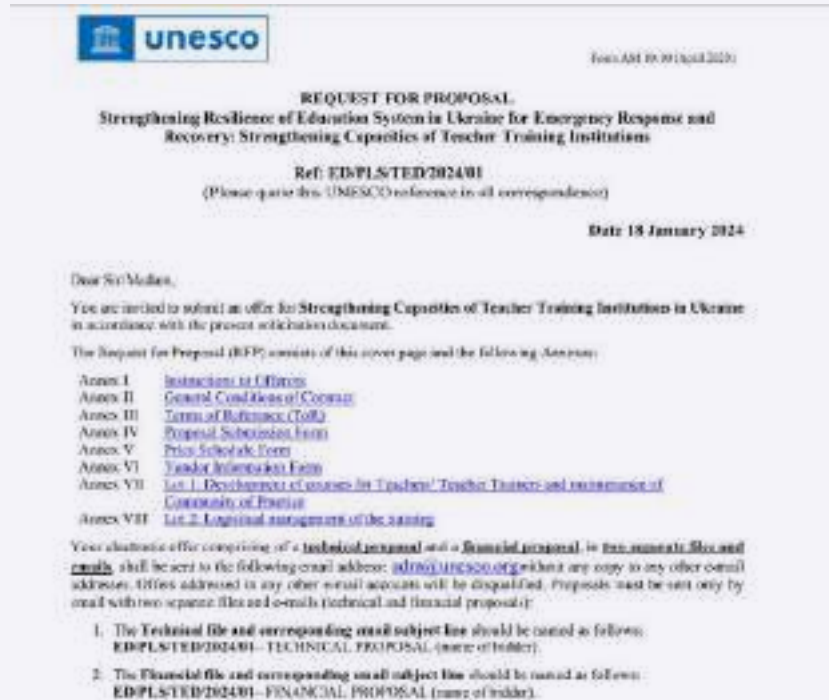 unesco
Form AM 10-10 (April 2020)
REQUEST FOR PROPOSAL
Strengthening Resilience of Education System in Ukraine for Emergency Response and
Recovery: Strengthening Capacities of Teacher Training Institutions
Ref: ED/PLS/TED/2024/01
(Please quote this UNESCO reference in all correspondence)
Date 18 January 2024
Dear Sir/Madam,
You are invited to submit an offer for Strengthening Capacities of Teacher Training Institutions in Ukraine
in accordance with the present solicitation document.
The Request for Proposal (RFP) consists of this cover page and the following Annexes:
Annex I Instructions to Offerors
Annex II General Conditions of Contract
Annex III Terms of Reference (ToR)
Annex IV Proposal Submission Form
Annex V Price Schedule Form
Annex VI Vendor Information Form
Annex VII Lot 1. Development of courses for Teachers/ Teacher Trainers and maintenance of
Community of Practice
Annex VIII Lot 2. Logistical management of the training
Your electronic offer comprising of a technical proposal and a financial proposal, in two separate files and
emails, shall be sent to the following email address: without any copy to any other email
addresses. Offers addressed to any other email accounts will be disqualified. Proposals must be sent only by
email with two separate files and e-mails (technical and financial proposals):
1. The Technical file and corresponding email subject line should be named as follows:
ED/PLS/TED/2024/01– TECHNICAL PROPOSAL (name of bidder).
2. The Financial file and corresponding email subject line should be named as follows:
ED/PLS/TED/2024/01– FINANCIAL PROPOSAL (name of bidder).